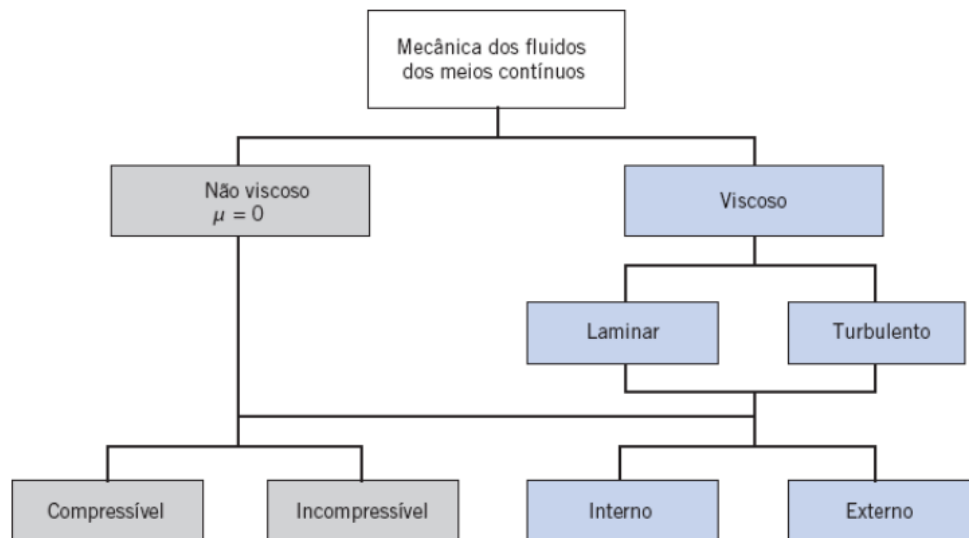 Mecânica dos fluidos
dos meios contínuos
Não viscoso
μ = 0
Viscoso
Laminar
Turbulento
Compressível
Incompressível
Interno
Externo